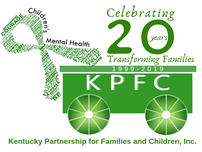 Celebrating
20 years
Transforming Families
1999-2019
Children's
Mental Health
KPFC
Kentucky Partnership for Families and Children, Inc.